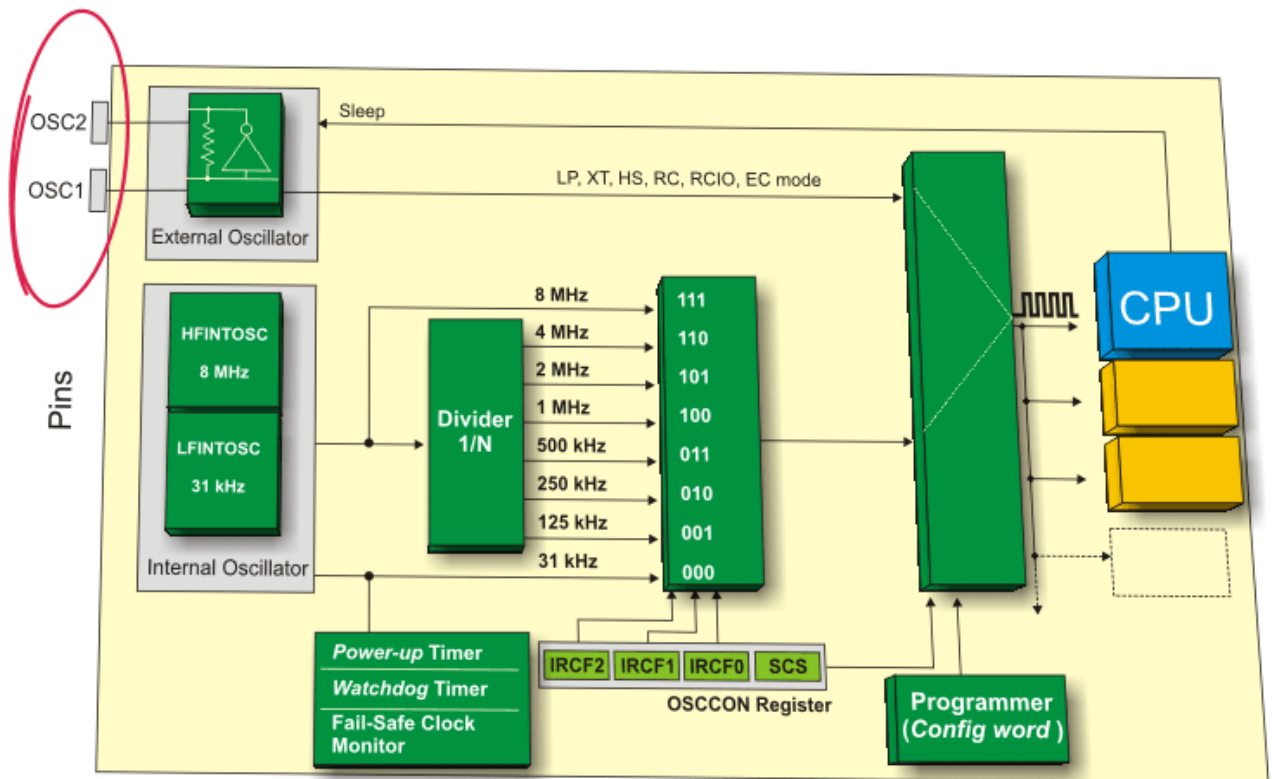 OSC2
OSC1
Pins
Sleep
LP, XT, HS, RC, RCIO, EC mode
External Oscillator
HFINTOSC
8 MHz
LFINTOSC
31 kHz
Internal Oscillator
Divider
1/N
8 MHz
4 MHz
2 MHz
1 MHz
500 kHz
250 kHz
125 kHz
31 kHz
111
110
101
100
011
010
001
000
CPU
Power-up Timer
Watchdog Timer
Fail-Safe Clock
Monitor
IRCF2 IRCF1 IRCF0 SCS
OSCCON Register
Programmer
(Config word )